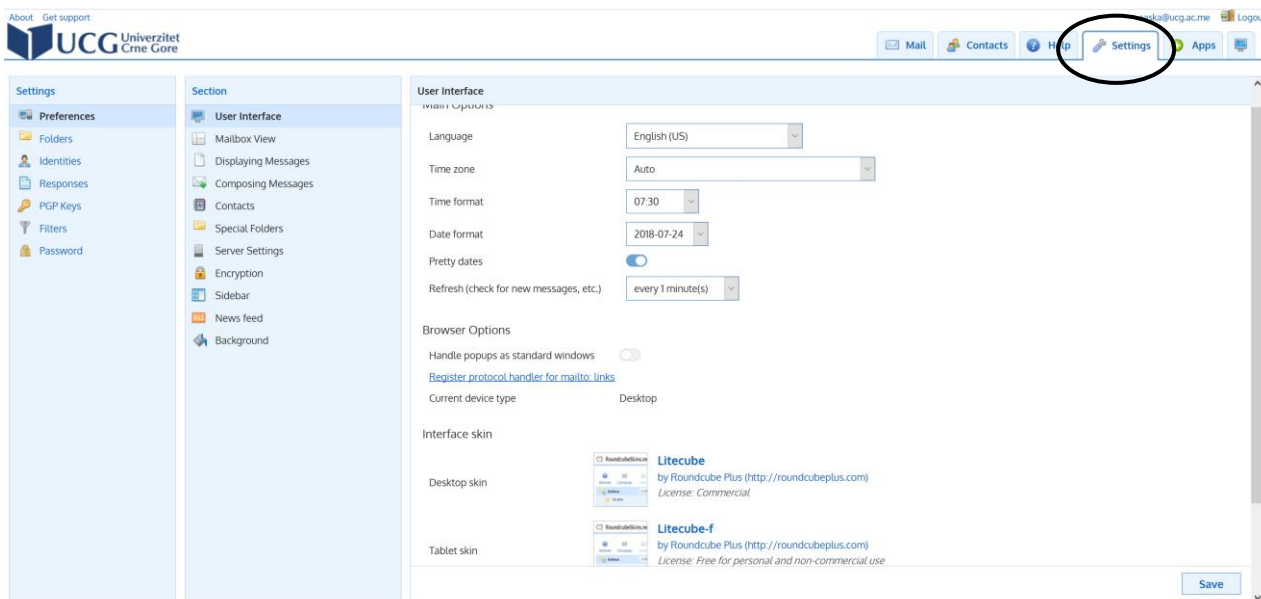 About Get support
aska@ucg.ac.me Logou
UCG Univerzitet
Crne Gore
Mail Contacts Help Settings Apps
Settings
Preferences
Folders
Identities
Responses
PGP Keys
Filters
Password
Section
User Interface
Mailbox View
Displaying Messages
Composing Messages
Contacts
Special Folders
Server Settings
Encryption
Sidebar
News feed
Background
User Interface
Main Options
Language English (US)
Time zone Auto
Time format 07:30
Date format 2018-07-24
Pretty dates
Refresh (check for new messages, etc.) every 1 minute(s)
Browser Options
Handle popups as standard windows
Register protocol handler for mailto: links
Current device type Desktop
Interface skin
Desktop skin
Litecube
by Roundcube Plus (http://roundcubeplus.com)
License: Commercial
Tablet skin
Litecube-f
by Roundcube Plus (http://roundcubeplus.com)
License: Free for personal and non-commercial use
Save